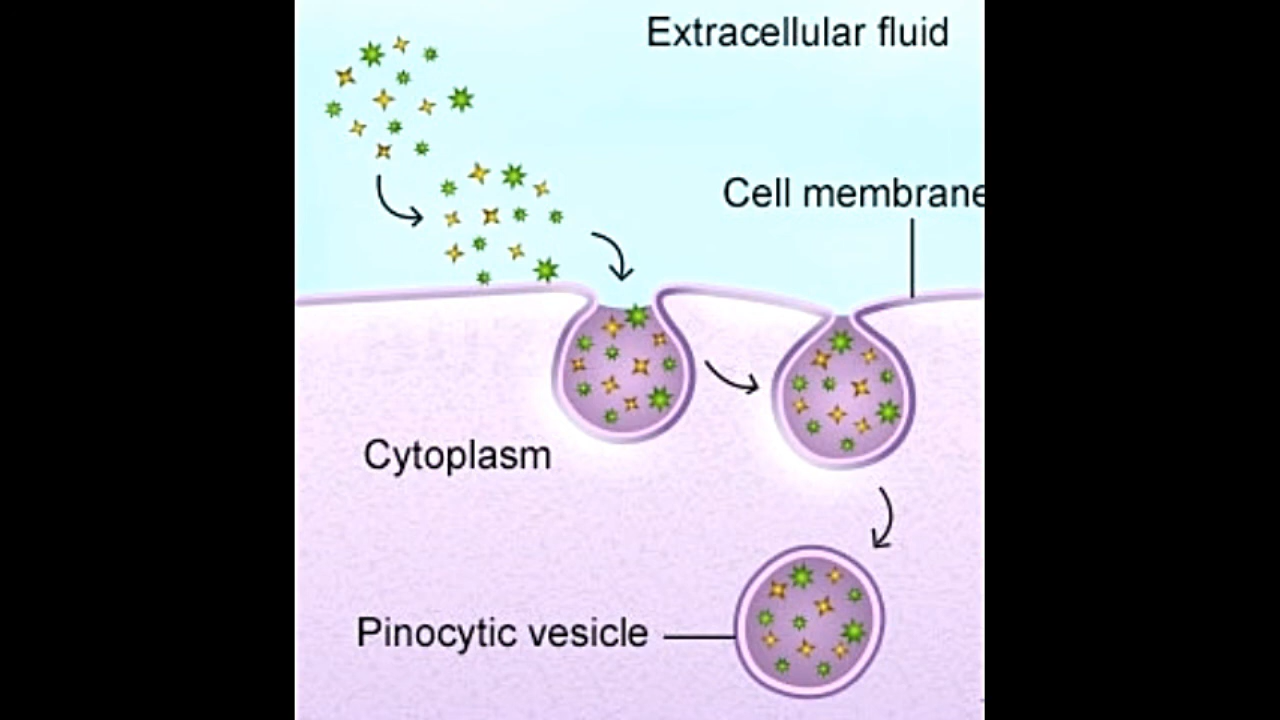 Extracellular fluid
Cell membrane
Cytoplasm
Pinocytic vesicle